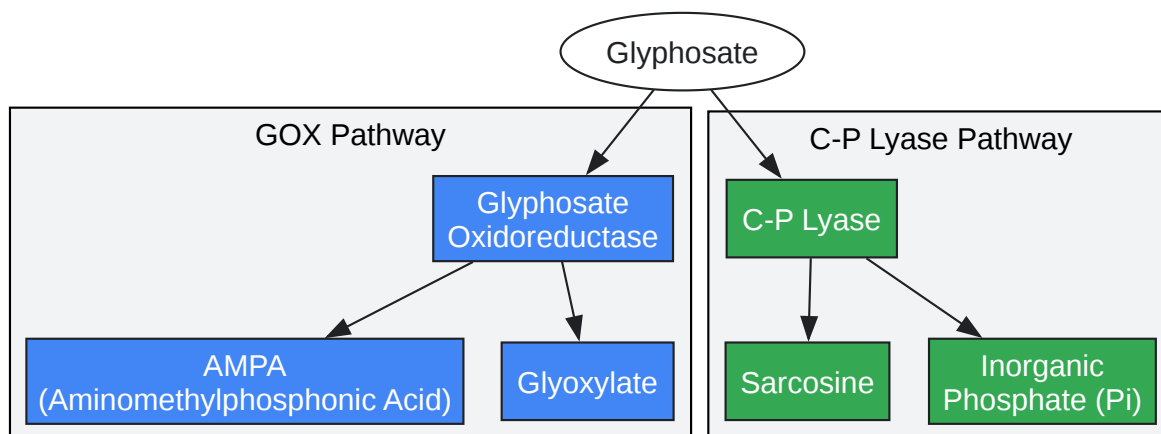 Glyphosate
GOX Pathway
C-P Lyase Pathway
Glyphosate
Oxidoreductase
C-P Lyase
AMPA
(Aminomethylphosphonic Acid)
Glyoxylate
Sarcosine
Inorganic
Phosphate (Pi)